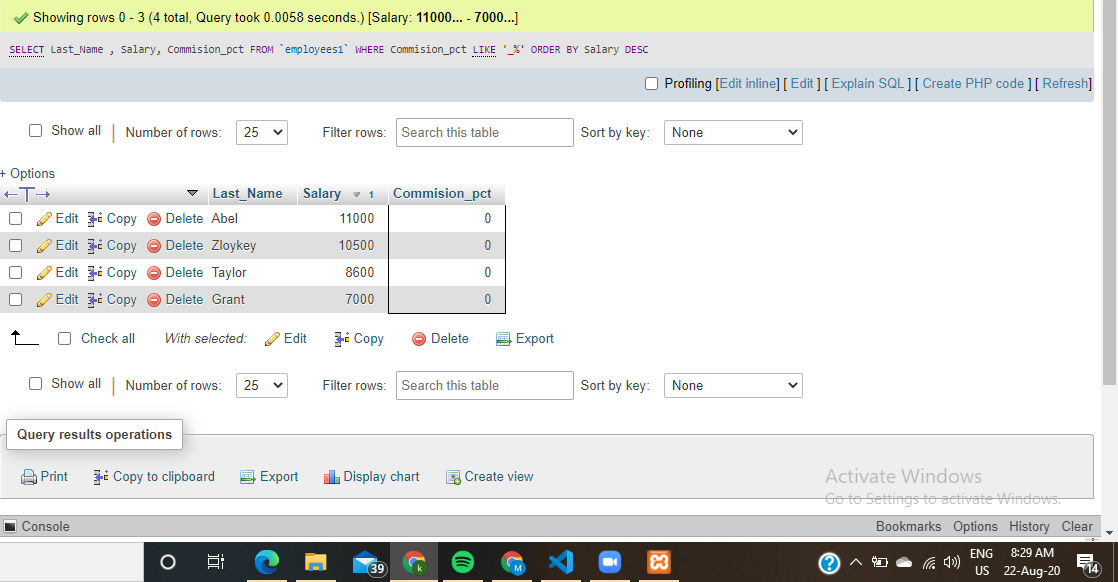 Showing rows 0 - 3 (4 total, Query took 0.0058 seconds.) [Salary: 11000... - 7000...]
SELECT Last_Name , Salary, Commision_pct FROM `employees1` WHERE Commision_pct LIKE '_%' ORDER BY Salary DESC
Profiling [Edit inline] [ Edit ] [ Explain SQL ] [ Create PHP code ] [ Refresh]
Show all | Number of rows: 25 Filter rows: Search this table Sort by key: None
+ Options
←T→ Last_Name Salary 1 Commision_pct
Edit Copy Delete Abel 11000 0
Edit Copy Delete Zloykey 10500 0
Edit Copy Delete Taylor 8600 0
Edit Copy Delete Grant 7000 0
Check all With selected: Edit Copy Delete Export
Show all | Number of rows: 25 Filter rows: Search this table Sort by key: None
Query results operations
Print Copy to clipboard Export Display chart Create view
Activate Windows
Go to Settings to activate Windows.
Console Bookmarks Options History Clear
39 k M ? ENG 8:29 AM 14
US 22-Aug-20